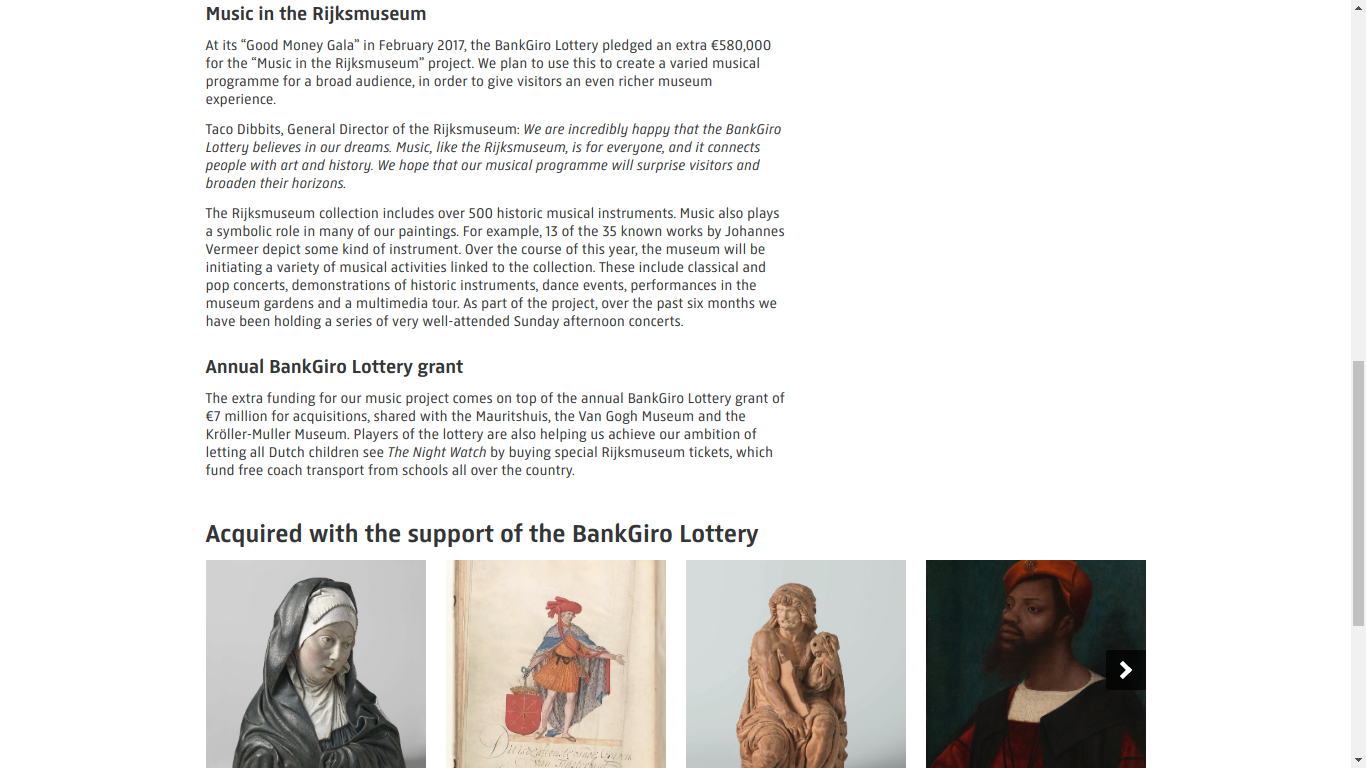 Music in the Rijksmuseum
At its “Good Money Gala” in February 2017, the BankGiro Lottery pledged an extra €580,000
for the “Music in the Rijksmuseum” project. We plan to use this to create a varied musical
programme for a broad audience, in order to give visitors an even richer museum
experience.
Taco Dibbits, General Director of the Rijksmuseum: We are incredibly happy that the BankGiro
Lottery believes in our dreams. Music, like the Rijksmuseum, is for everyone, and it connects
people with art and history. We hope that our musical programme will surprise visitors and
broaden their horizons.
The Rijksmuseum collection includes over 500 historic musical instruments. Music also plays
a symbolic role in many of our paintings. For example, 13 of the 35 known works by Johannes
Vermeer depict some kind of instrument. Over the course of this year, the museum will be
initiating a variety of musical activities linked to the collection. These include classical and
pop concerts, demonstrations of historic instruments, dance events, performances in the
museum gardens and a multimedia tour. As part of the project, over the past six months we
have been holding a series of very well-attended Sunday afternoon concerts.
Annual BankGiro Lottery grant
The extra funding for our music project comes on top of the annual BankGiro Lottery grant of
€7 million for acquisitions, shared with the Mauritshuis, the Van Gogh Museum and the
Kröller-Muller Museum. Players of the lottery are also helping us achieve our ambition of
letting all Dutch children see The Night Watch by buying special Rijksmuseum tickets, which
fund free coach transport from schools all over the country.
Acquired with the support of the BankGiro Lottery